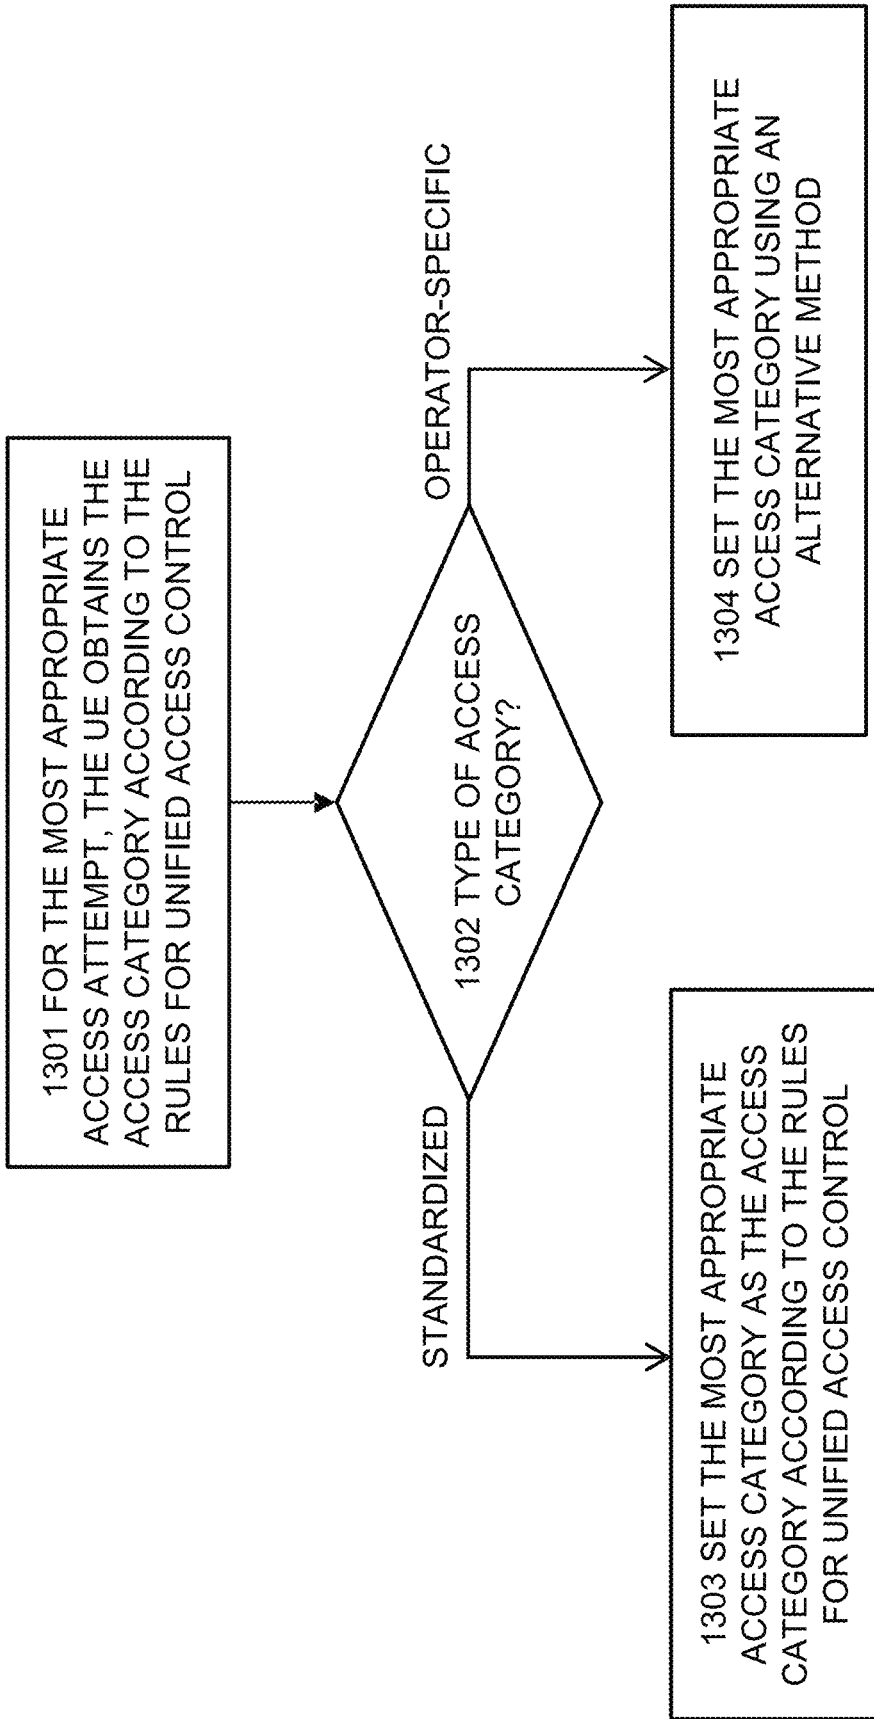 1301 FOR THE MOST APPROPRIATE
ACCESS ATTEMPT, THE UE OBTAINS THE
ACCESS CATEGORY ACCORDING TO THE
RULES FOR UNIFIED ACCESS CONTROL
1302 TYPE OF ACCESS
CATEGORY?
STANDARDIZED
OPERATOR-SPECIFIC
1303 SET THE MOST APPROPRIATE
ACCESS CATEGORY AS THE ACCESS
CATEGORY ACCORDING TO THE RULES
FOR UNIFIED ACCESS CONTROL
1304 SET THE MOST APPROPRIATE
ACCESS CATEGORY USING AN
ALTERNATIVE METHOD